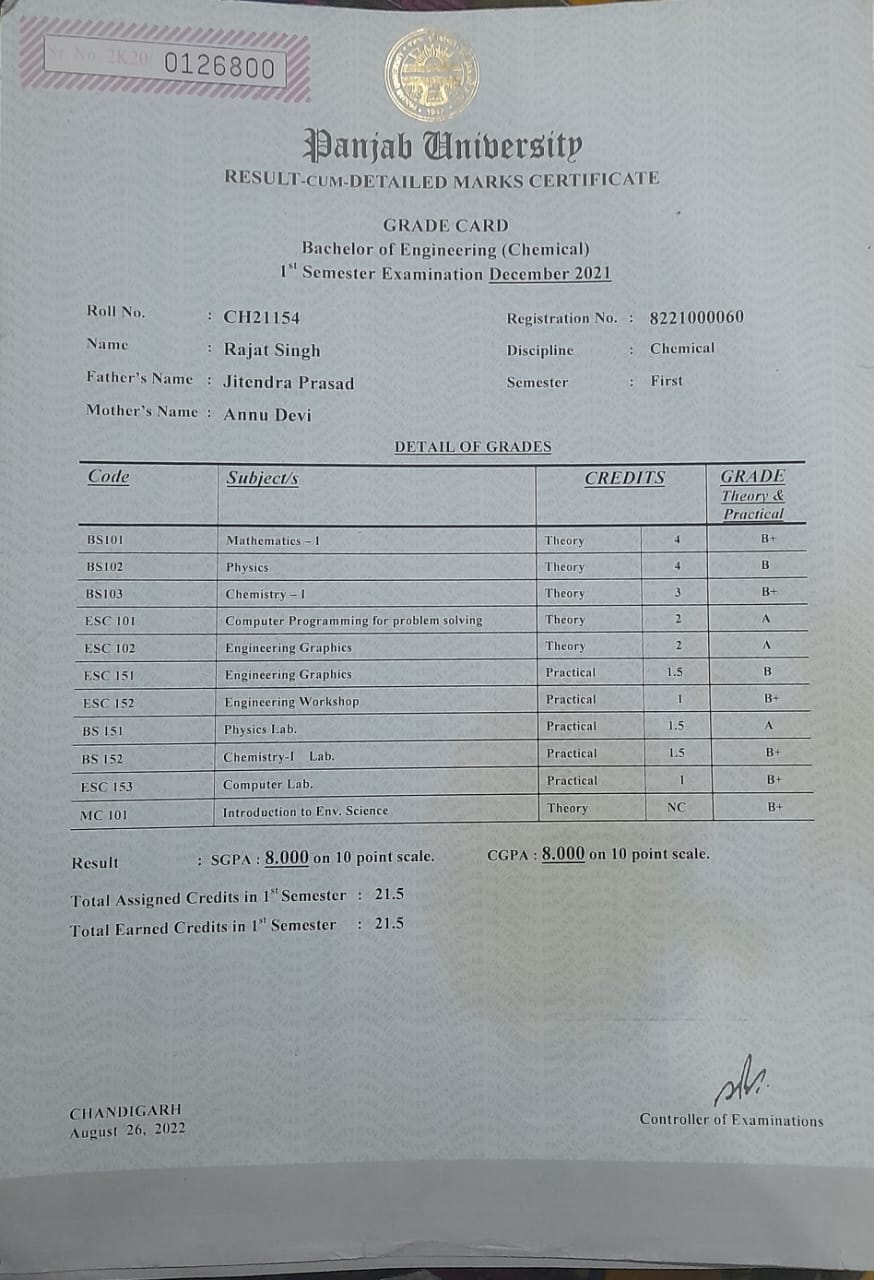 Sr. No. 2K20/ 0126800
Panjab University
RESULT-CUM-DETAILED MARKS CERTIFICATE
GRADE CARD
Bachelor of Engineering (Chemical)
1st Semester Examination December 2021
Roll No. : CH21154 Registration No. : 8221000060
Name : Rajat Singh Discipline : Chemical
Father's Name : Jitendra Prasad Semester : First
Mother's Name : Annu Devi
DETAIL OF GRADES
Code Subject/s CREDITS GRADE
Theory &
Practical
BS101 Mathematics – I Theory 4 B+
BS102 Physics Theory 4 B
BS103 Chemistry – I Theory 3 B+
ESC 101 Computer Programming for problem solving Theory 2 A
ESC 102 Engineering Graphics Theory 2 A
ESC 151 Engineering Graphics Practical 1.5 B
ESC 152 Engineering Workshop Practical 1 B+
BS 151 Physics Lab. Practical 1.5 A
BS 152 Chemistry-I Lab. Practical 1.5 B+
ESC 153 Computer Lab. Practical 1 B+
MC 101 Introduction to Env. Science Theory NC B+
Result : SGPA : 8.000 on 10 point scale. CGPA : 8.000 on 10 point scale.
Total Assigned Credits in 1st Semester : 21.5
Total Earned Credits in 1st Semester : 21.5
CHANDIGARH
August 26, 2022
Controller of Examinations